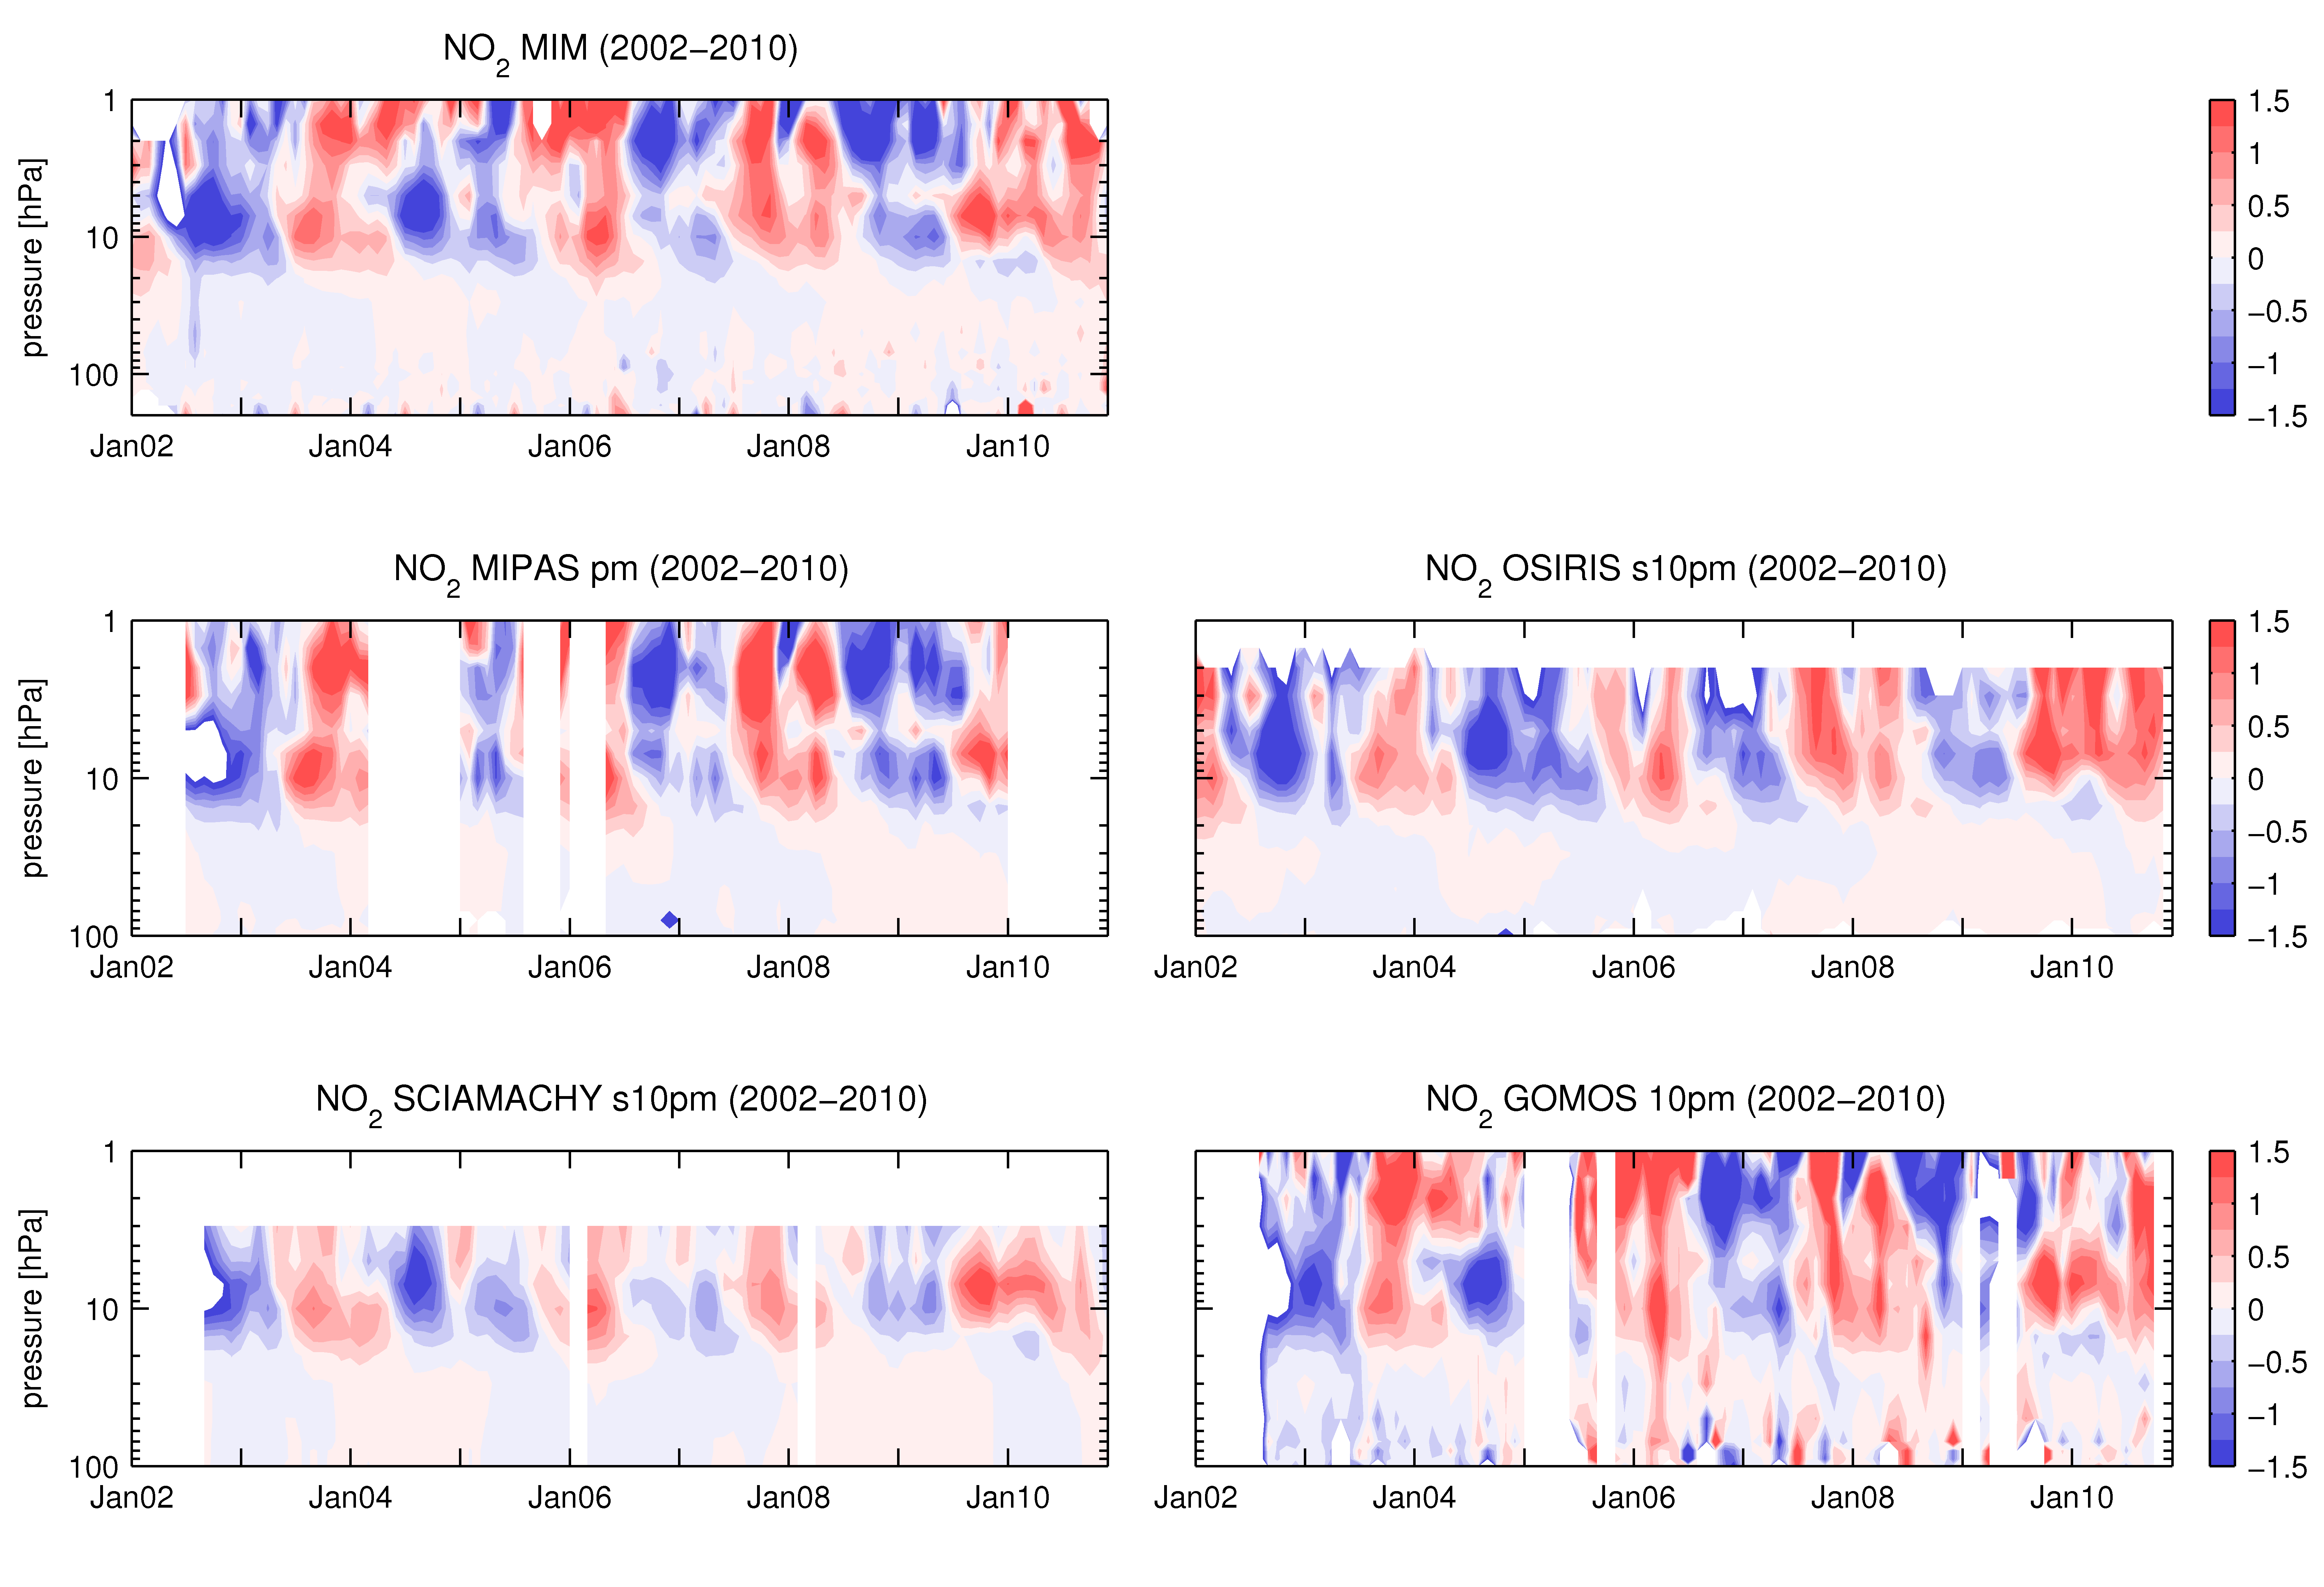 NO2 MIM (2002−2010)
pressure [hPa]
1
10
100
Jan02 Jan04 Jan06 Jan08 Jan10
1.5
1
0.5
0
−0.5
−1
−1.5
NO2 MIPAS pm (2002−2010)
pressure [hPa]
1
10
100
Jan02 Jan04 Jan06 Jan08 Jan10
NO2 OSIRIS s10pm (2002−2010)
Jan02 Jan04 Jan06 Jan08 Jan10
1.5
1
0.5
0
−0.5
−1
−1.5
NO2 SCIAMACHY s10pm (2002−2010)
pressure [hPa]
1
10
100
Jan02 Jan04 Jan06 Jan08 Jan10
NO2 GOMOS 10pm (2002−2010)
Jan02 Jan04 Jan06 Jan08 Jan10
1.5
1
0.5
0
−0.5
−1
−1.5